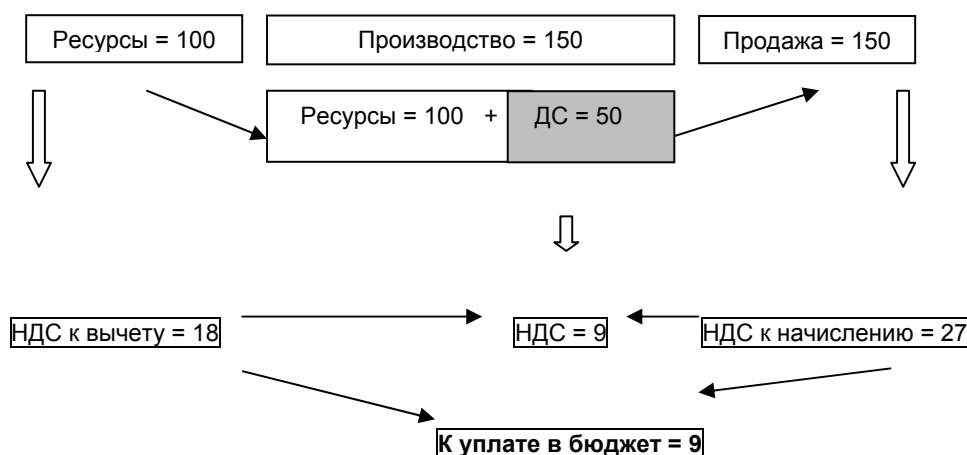 Ресурсы = 100
Производство = 150
Продажа = 150
Ресурсы = 100 +
ДС = 50
НДС к вычету = 18
НДС = 9
НДС к начислению = 27
К уплате в бюджет = 9